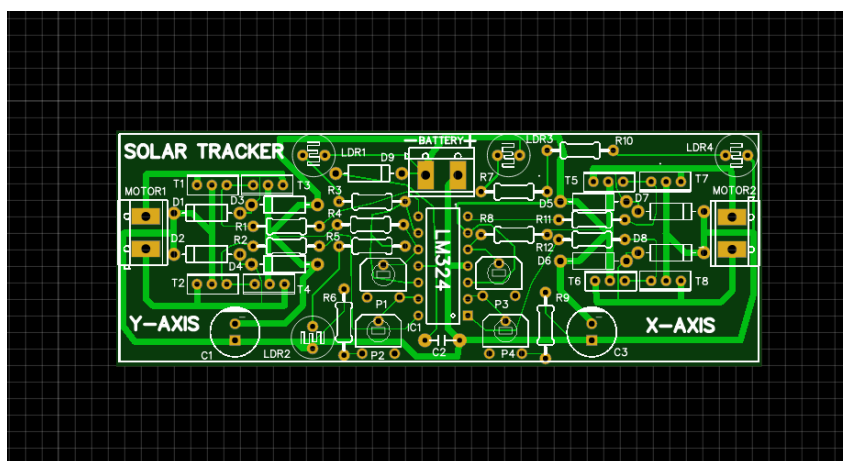 −BATTERY+
LDR3
R10
SOLAR TRACKER
LDR1
D9
LDR4
T1
T3
R7
T5
T7
MOTOR1
D3
R3
D5
D7
MOTOR2
D1
R4
R8
R11
R1
D2
R2
R5
LM324
R12
D8
D4
D6
T2
T4
R6
P1
P3
R9
T6
T8
Y-AXIS
IC1
X-AXIS
C1
LDR2
P2
C2
P4
C3